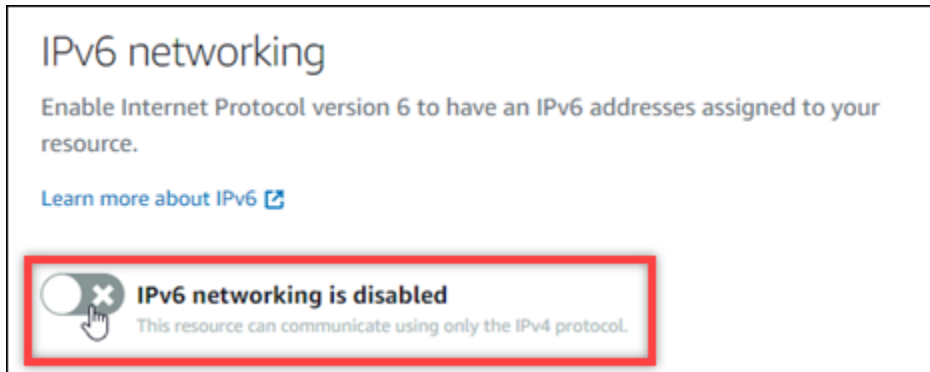 IPv6 networking
Enable Internet Protocol version 6 to have an IPv6 addresses assigned to your
resource.
Learn more about IPv6
IPv6 networking is disabled
This resource can communicate using only the IPv4 protocol.